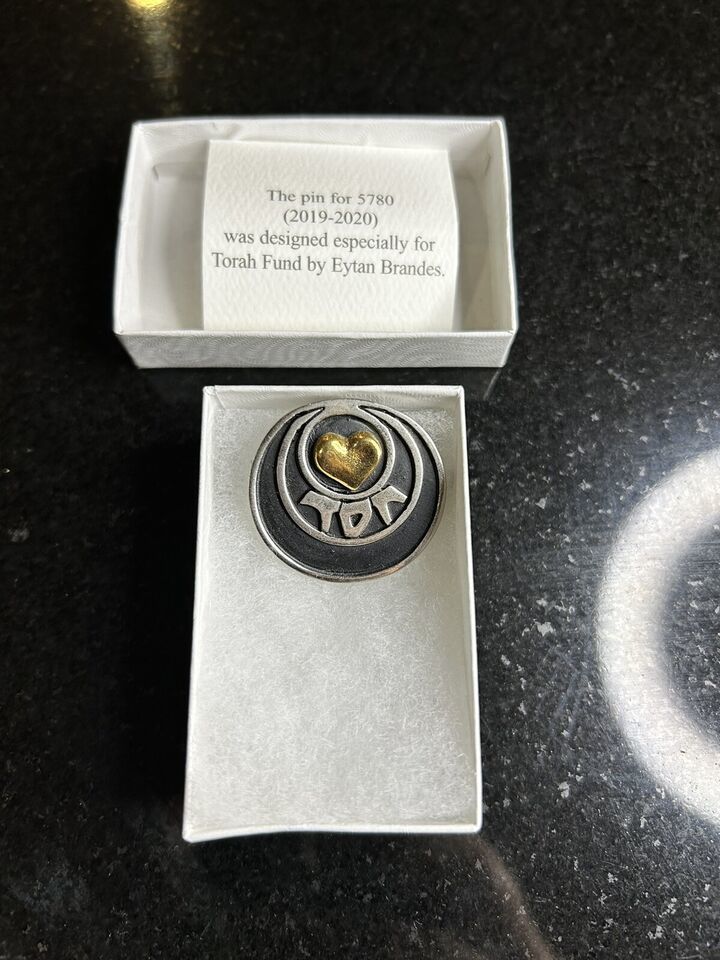 The pin for 5780
(2019-2020)
was designed especially for
Torah Fund by Eytan Brandes.
חסד